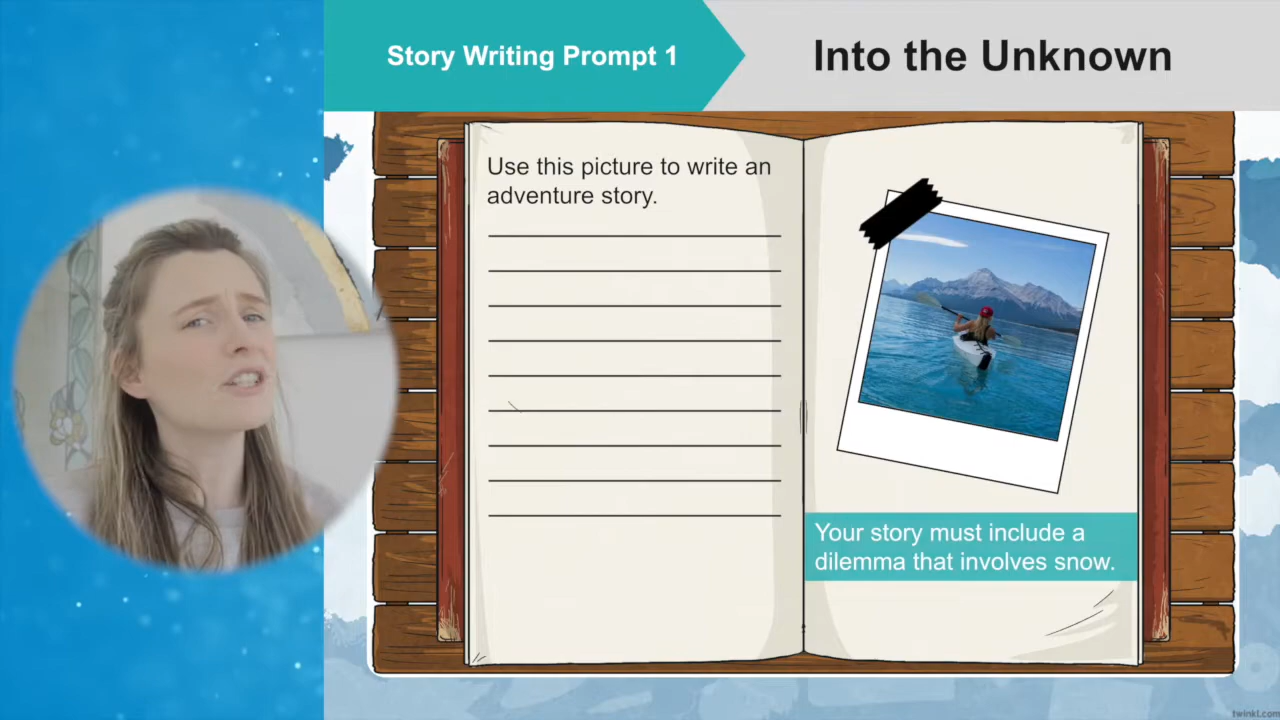 Story Writing Prompt 1
Into the Unknown
Use this picture to write an
adventure story.
Your story must include a
dilemma that involves snow.
twinkl.com